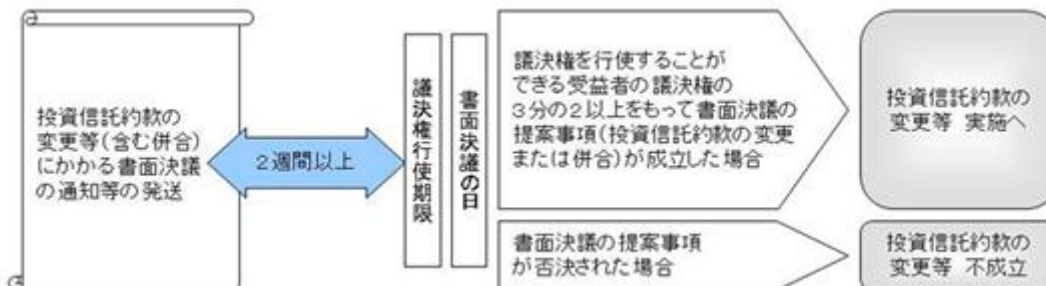 投資信託約款の
変更等(含む併合)
にかかる書面決議
の通知等の発送
2週間以上
議決権行使期限
書面決議の日
議決権を行使することが
できる受益者の議決権の
3分の2以上をもって書面決議の
提案事項(投資信託約款の変更
または併合)が成立した場合
投資信託約款の
変更等 実施へ
書面決議の提案事項
が否決された場合
投資信託約款の
変更等 不成立